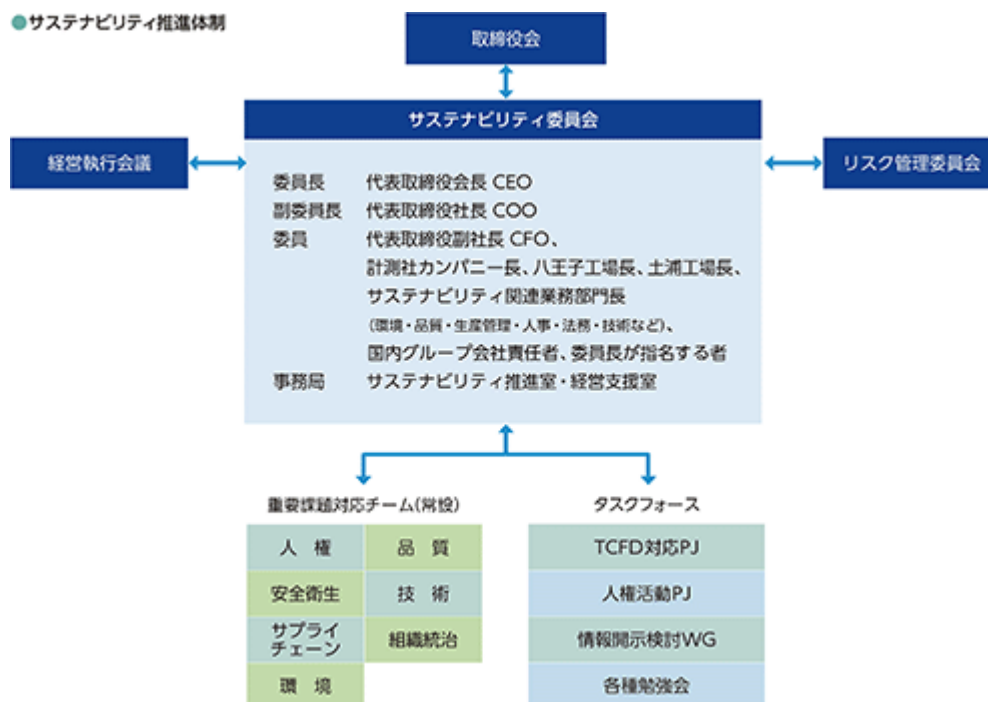 ●サステナビリティ推進体制
取締役会
サステナビリティ委員会
経営執行会議
リスク管理委員会
委員長 代表取締役会長 CEO
副委員長 代表取締役社長 COO
委員 代表取締役副社長 CFO、
計測社カンパニー長、八王子工場長、土浦工場長、
サステナビリティ関連業務部門長
（環境・品質・生産管理・人事・法務・技術など）、
国内グループ会社責任者、委員長が指名する者
事務局 サステナビリティ推進室・経営支援室
重要課題対応チーム(常設)
人 権
品 質
安全衛生
技 術
サプライ
チェーン
組織統治
環 境
タスクフォース
TCFD対応PJ
人権活動PJ
情報開示検討WG
各種勉強会